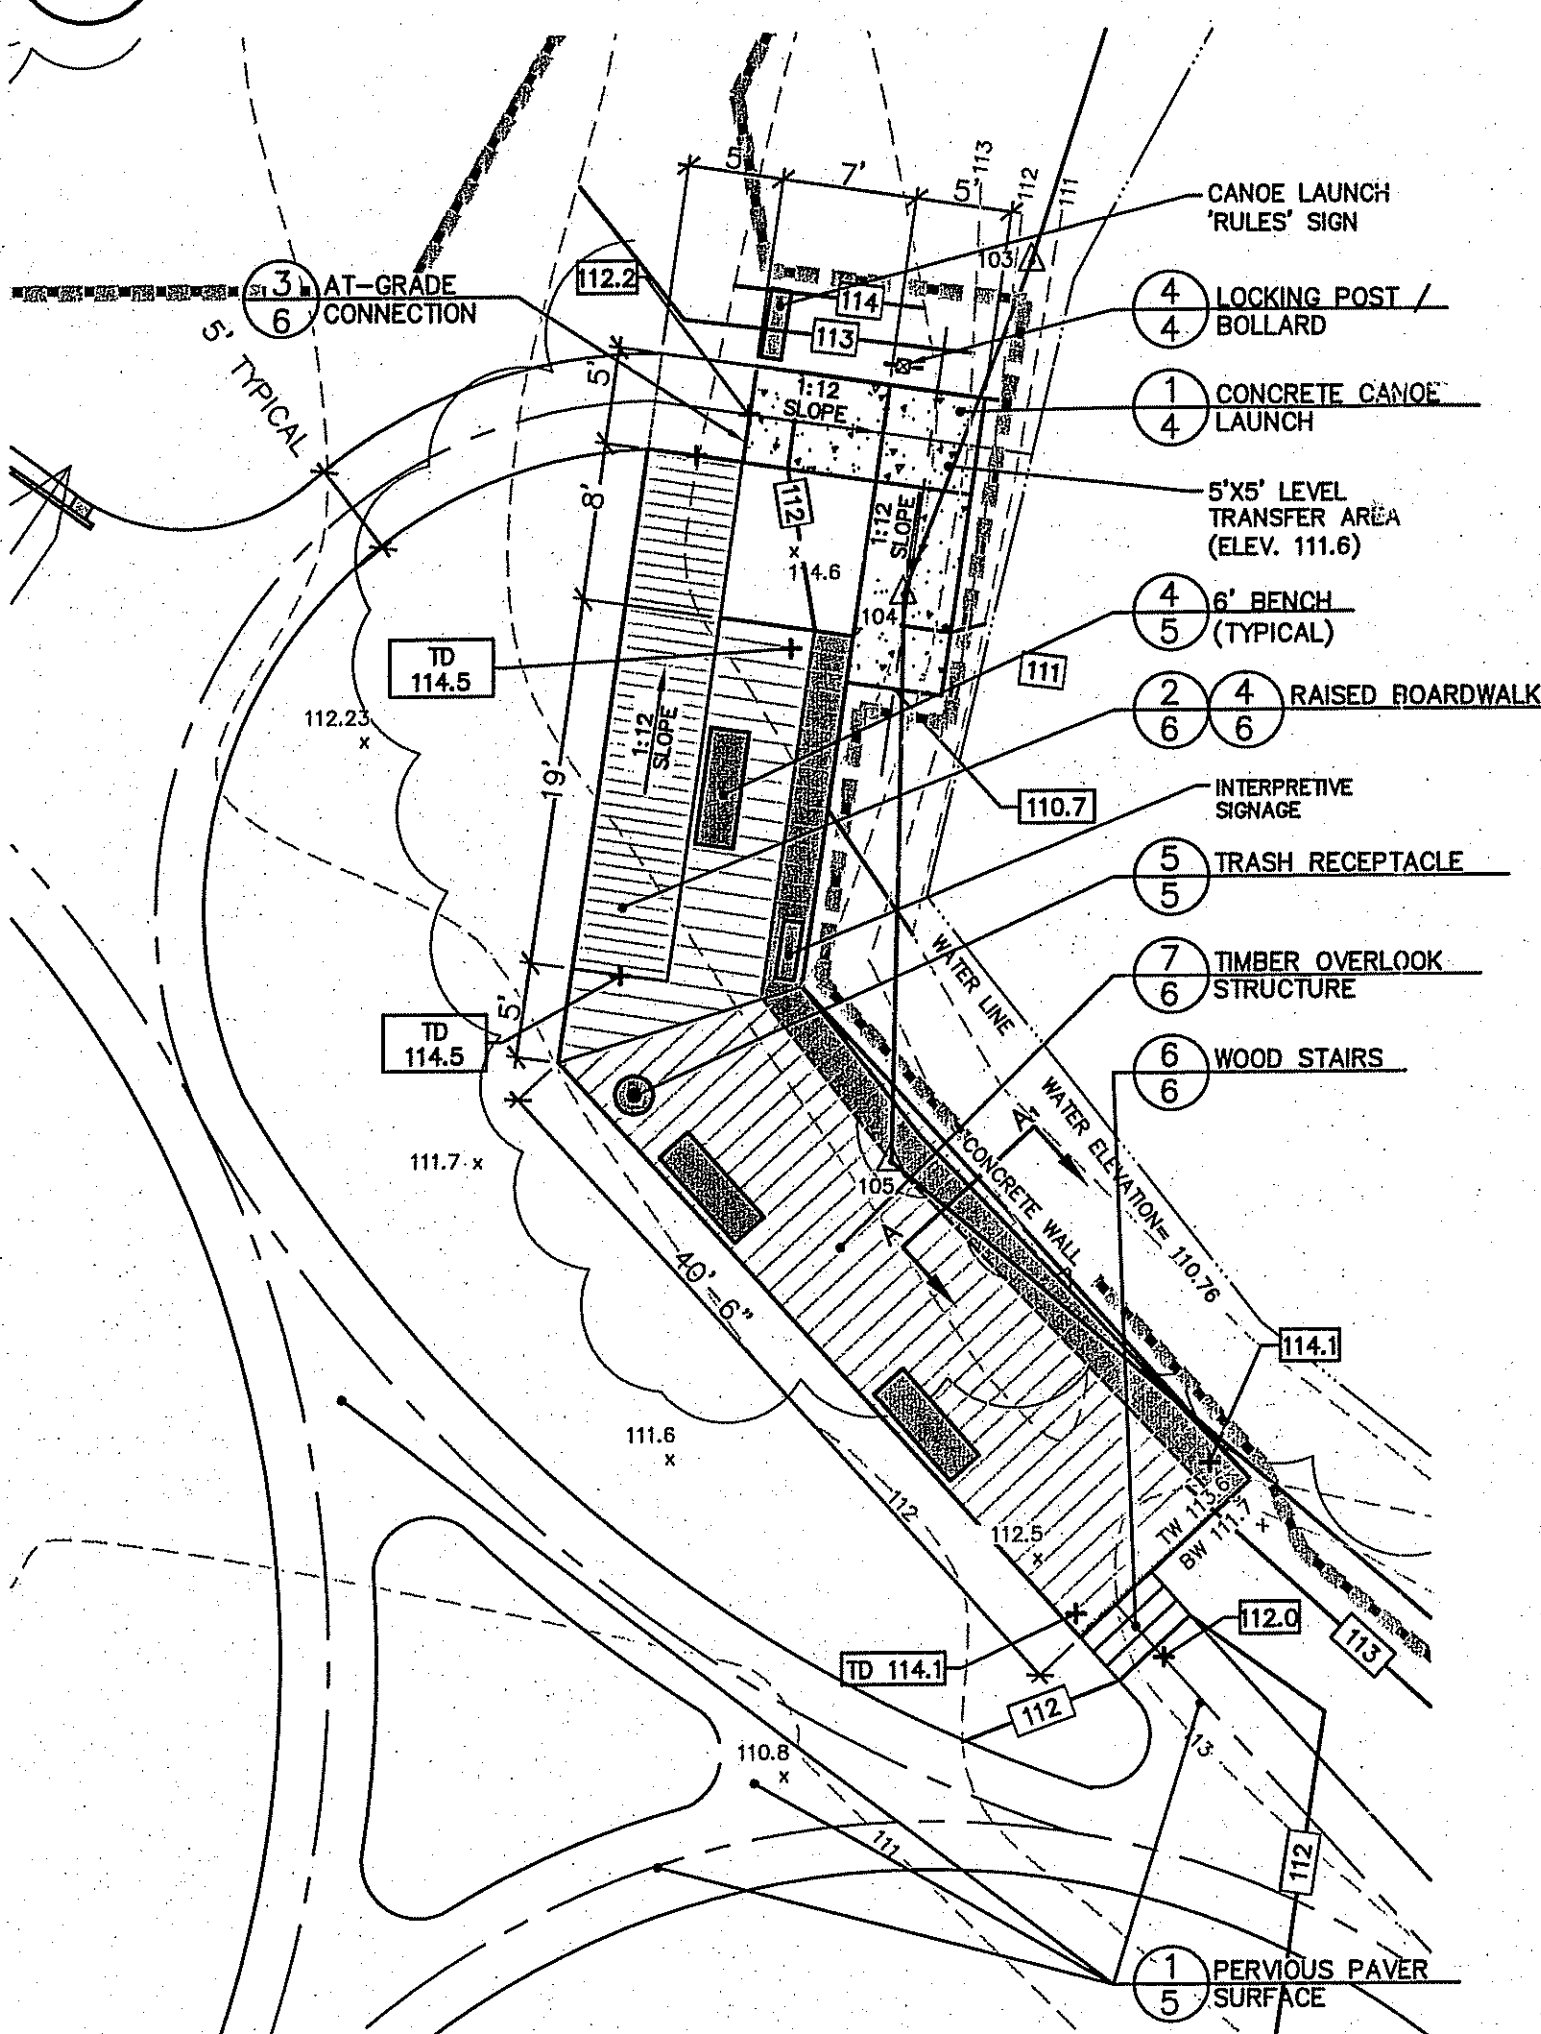 5'
7'
5'
113
112
111
CANOE LAUNCH
'RULES' SIGN
103
112.2
114
113
3
6
AT-GRADE
CONNECTION
4
4
LOCKING POST /
BOLLARD
5' TYPICAL
5'
1:12
SLOPE
1
4
CONCRETE CANOE
LAUNCH
8'
112
1:12
SLOPE
5'X5' LEVEL
TRANSFER AREA
(ELEV. 111.6)
x
114.6
104
4
5
6' BENCH
(TYPICAL)
TD
114.5
111
112.23
x
1:12
SLOPE
2
6
4
6
RAISED BOARDWALK
19'
110.7
INTERPRETIVE
SIGNAGE
5
5
TRASH RECEPTACLE
WATER LINE
7
6
TIMBER OVERLOOK
STRUCTURE
5'
TD
114.5
6
6
WOOD STAIRS
WATER ELEVATION= 110.76
A
111.7 x
CONCRETE WALL
105
A
40'-6"
114.1
111.6
x
112
112.5
x
TW 113.6
BW 111.7
x
112.0
113
TD 114.1
112
113
110.8
x
111
112
1
5
PERVIOUS PAVER
SURFACE